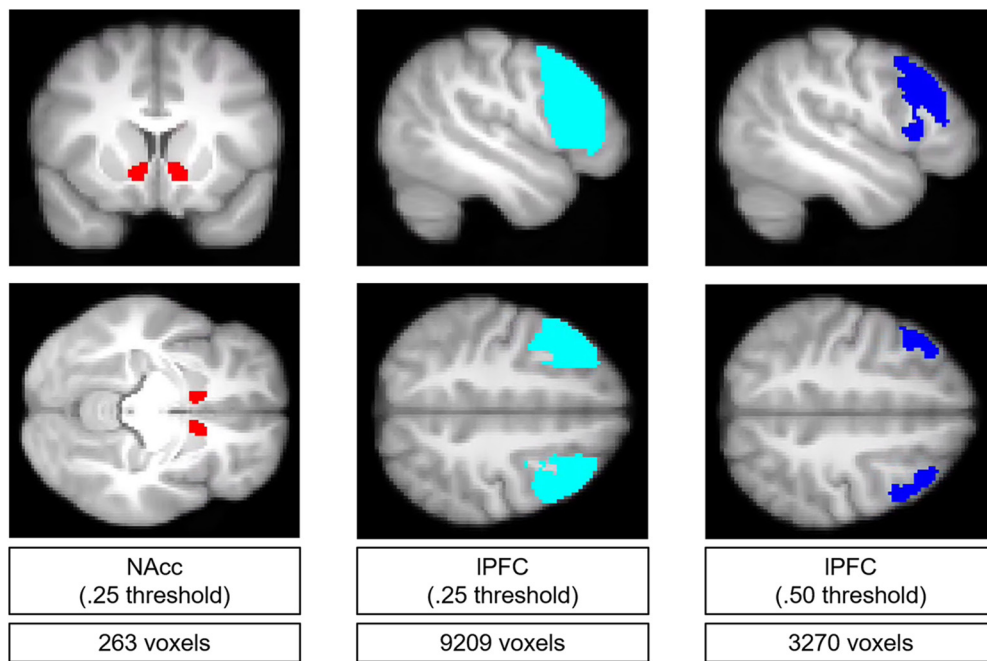 NAcc
(.25 threshold)
lPFC
(.25 threshold)
lPFC
(.50 threshold)
263 voxels
9209 voxels
3270 voxels